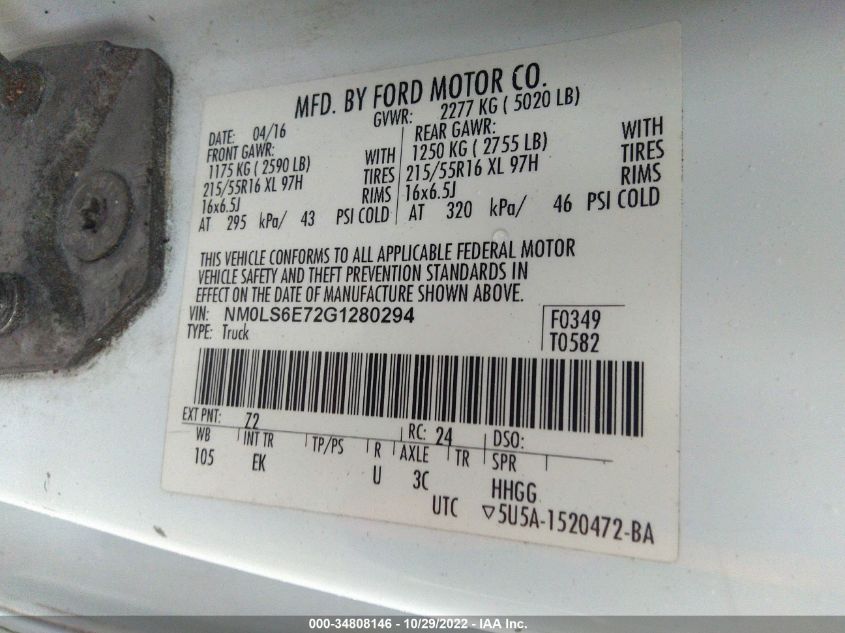 MFD. BY FORD MOTOR CO.
DATE: 04/16 GVWR: 2277 KG ( 5020 LB)
FRONT GAWR: REAR GAWR:
1175 KG ( 2590 LB) WITH 1250 KG ( 2755 LB) WITH
215/55R16 XL 97H TIRES 215/55R16 XL 97H TIRES
16x6.5J RIMS 16x6.5J RIMS
AT 295 kPa/ 43 PSI COLD AT 320 kPa/ 46 PSI COLD
THIS VEHICLE CONFORMS TO ALL APPLICABLE FEDERAL MOTOR
VEHICLE SAFETY AND THEFT PREVENTION STANDARDS IN
EFFECT ON THE DATE OF MANUFACTURE SHOWN ABOVE.
VIN: NM0LS6E72G1280294 F0349
TYPE: Truck T0582
EXT PNT: Z2 RC: 24 DSO:
WB INT TR TP/PS R AXLE TR SPR
105 EK U 3C HHGG
UTC ▽5U5A-1520472-BA
000-34808146 - 10/29/2022 - IAA Inc.